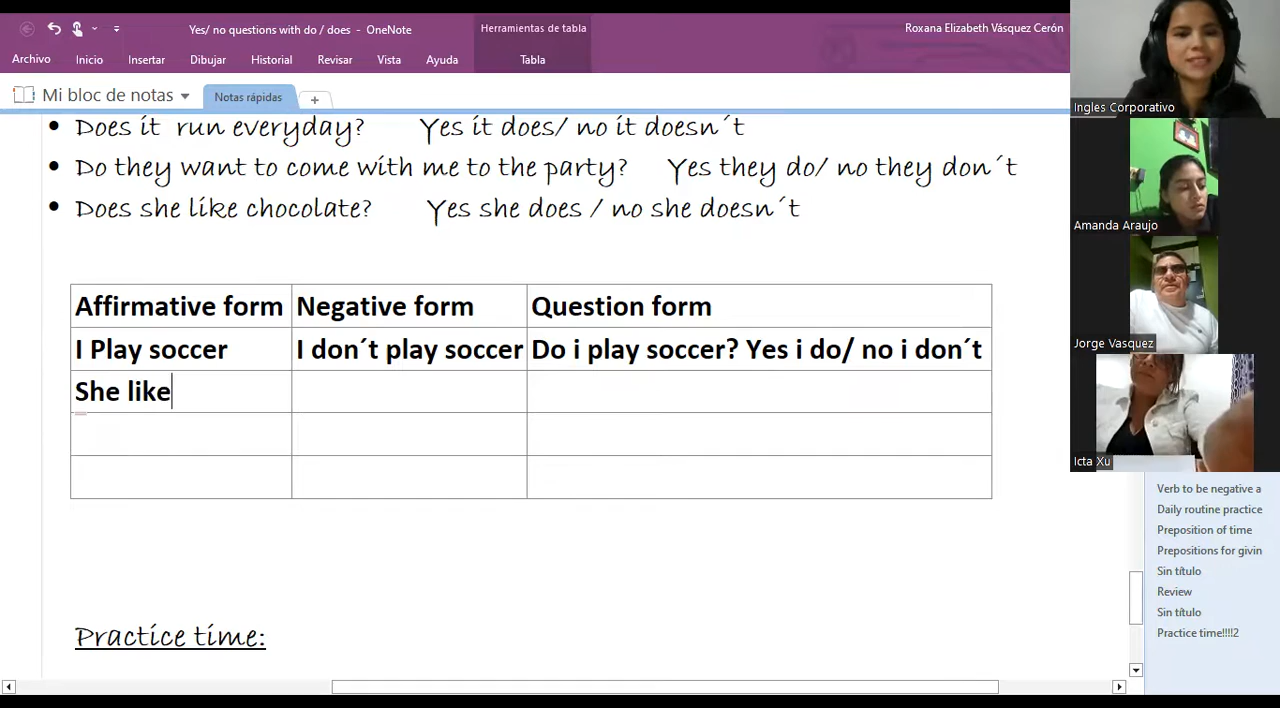 Yes/ no questions with do / does - OneNote
Herramientas de tabla
Roxana Elizabeth Vásquez Cerón
Archivo Inicio Insertar Dibujar Historial Revisar Vista Ayuda Tabla
Mi bloc de notas Notas rápidas
Does it run everyday? Yes it does/ no it doesn´t
Do they want to come with me to the party? Yes they do/ no they don´t
Does she like chocolate? Yes she does / no she doesn´t
Affirmative form Negative form Question form
I Play soccer I don´t play soccer Do i play soccer? Yes i do/ no i don´t
She like
Practice time:
Ingles Corporativo
Amanda Araujo
Jorge Vasquez
Icta Xu
Verb to be negative a
Daily routine practice
Preposition of time
Prepositions for givin
Sin título
Review
Sin título
Practice time!!!!2